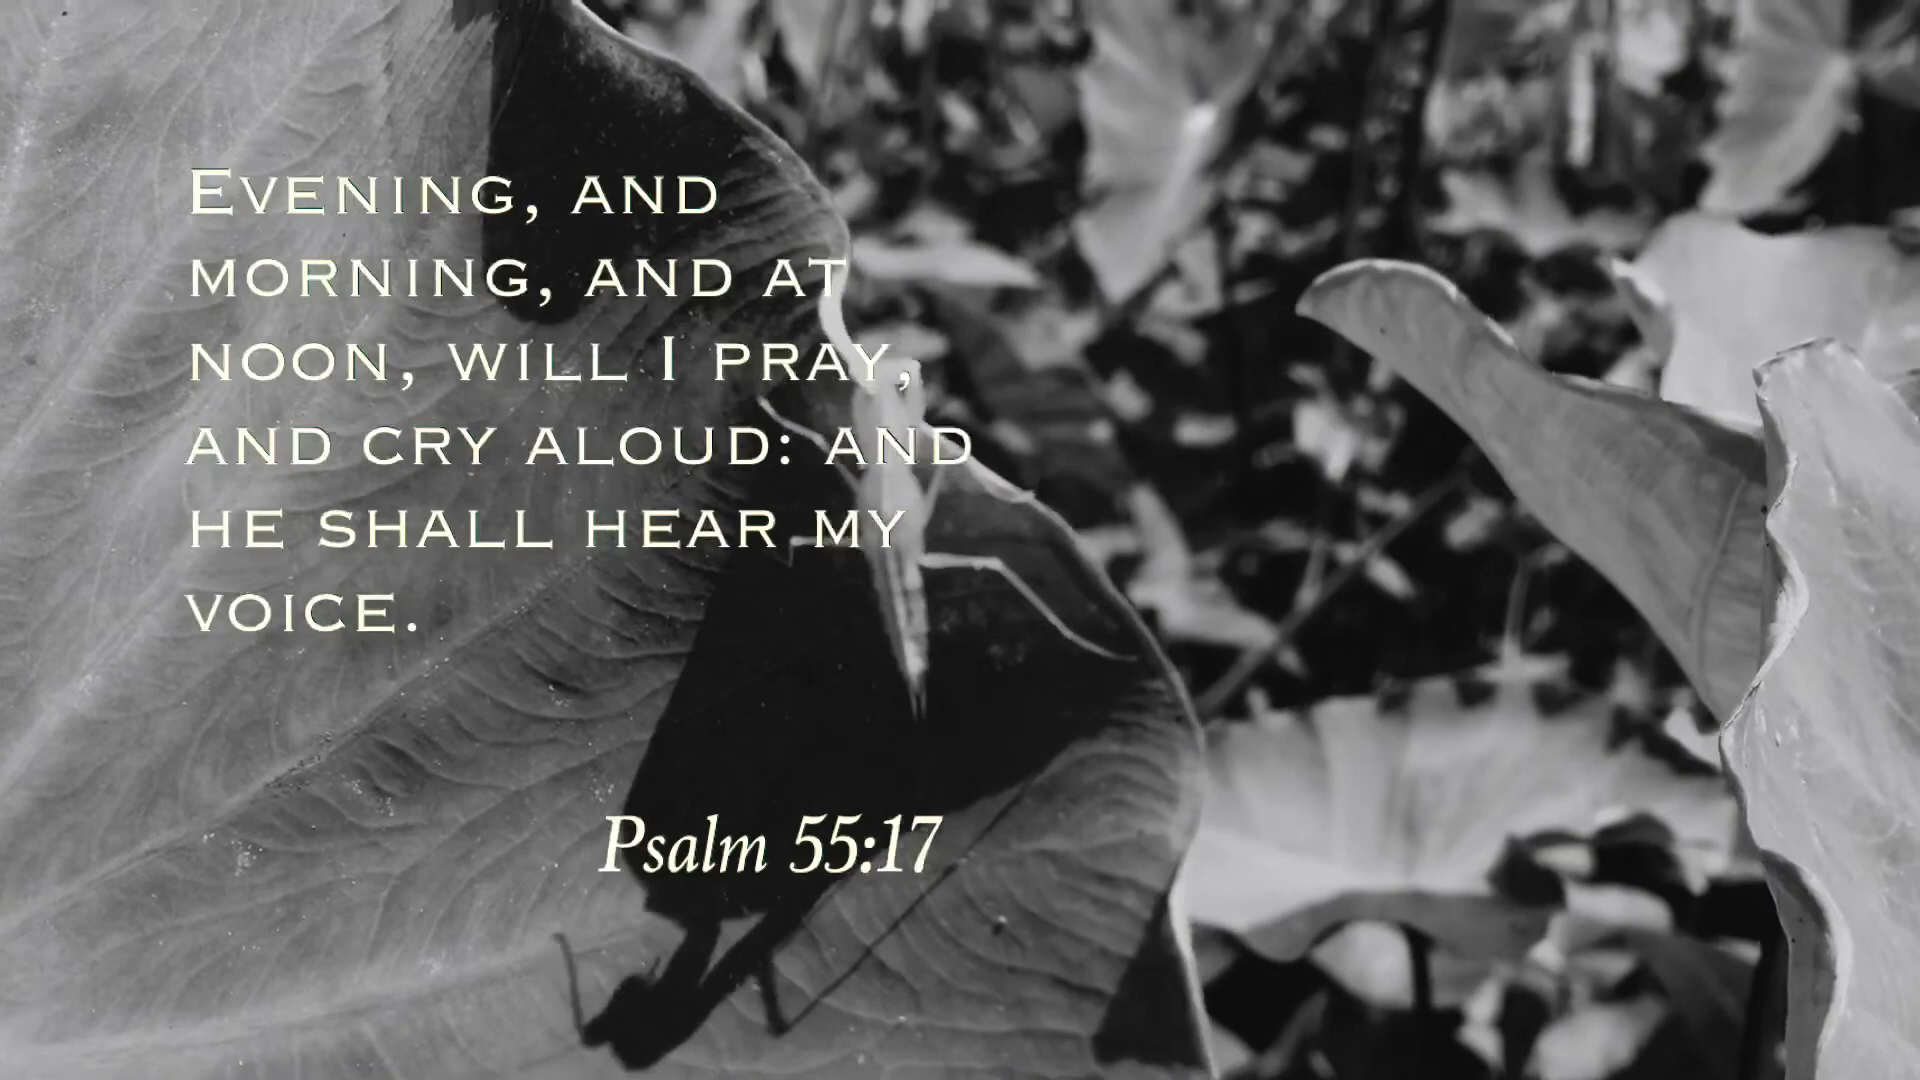 Evening, and
morning, and at
noon, will I pray,
and cry aloud: and
he shall hear my
voice.
Psalm 55:17